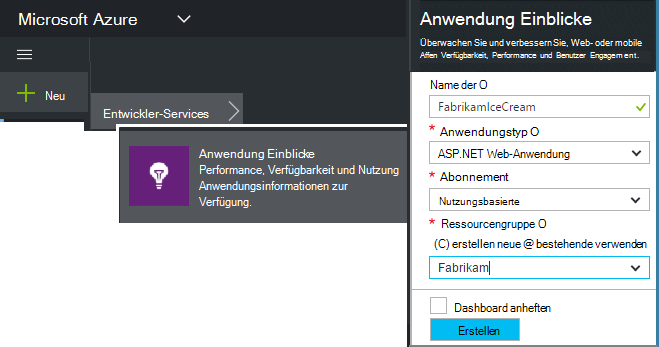 Microsoft Azure
Neu
Entwickler-Services
Anwendung Einblicke
Performance, Verfügbarkeit und Nutzung
Anwendungsinformationen zur
Verfügung.
Anwendung Einblicke
Überwachen Sie und verbessern Sie, Web- oder mobile
Affen Verfügbarkeit, Performance und Benutzer Engagement.
Name der O
FabrikamIceCream
* Anwendungstyp O
ASP.NET Web-Anwendung
* Abonnement
Nutzungsbasierte
* Ressourcengruppe O
(C) erstellen neue @ bestehende verwenden
Fabrikam
Dashboard anheften
Erstellen